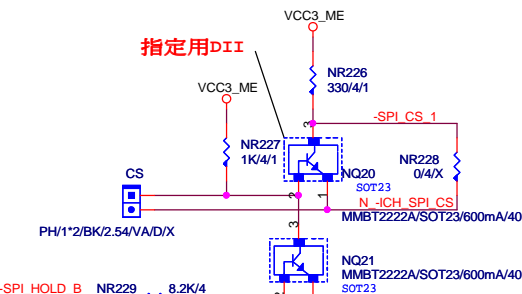 VCC3_ME
指定用DII
NR226
330/4/1
VCC3_ME
3
-SPI_CS_1
NR227
1K/4/1
NR228
0/4/X
CS
NQ20
SOT23
2
1
N_-ICH_SPI_CS
MMBT2222A/SOT23/600mA/40
PH/1*2/BK/2.54/VA/D/X
3
NQ21
MMBT2222A/SOT23/600mA/40
SOT23
-SPI_HOLD_B
NR229
8.2K/4